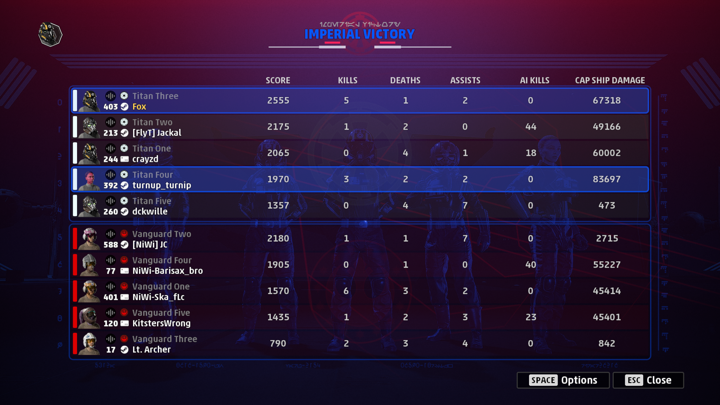 IMPERIAL VICTORY
SCORE KILLS DEATHS ASSISTS AI KILLS CAP SHIP DAMAGE
Titan Three
403 Fox 2555 5 1 2 0 67318
Titan Two
213 [FlyT] Jackal 2175 1 2 0 44 49166
Titan One
244 crayzd 2065 0 4 1 18 60002
Titan Four
392 turnup_turnip 1970 3 2 2 0 83697
Titan Five
260 dckwille 1357 0 4 7 0 473
Vanguard Two
588 [NiWi] JC 2180 1 1 7 0 2715
Vanguard Four
77 NiWi-Barisax_bro 1905 0 1 0 40 55227
Vanguard One
401 NiWi-Ska_fLc 1570 6 3 2 0 45414
Vanguard Five
120 KitstersWrong 1435 1 2 3 23 45401
Vanguard Three
17 Lt. Archer 790 2 3 4 0 842
SPACE Options ESC Close